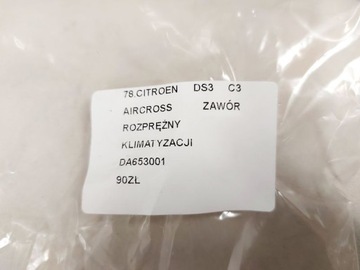 78.CITROEN DS3 C3
AIRCROSS ZAWÓR
ROZPRĘŻNY
KLIMATYZACJI
DA653001
90ZŁ